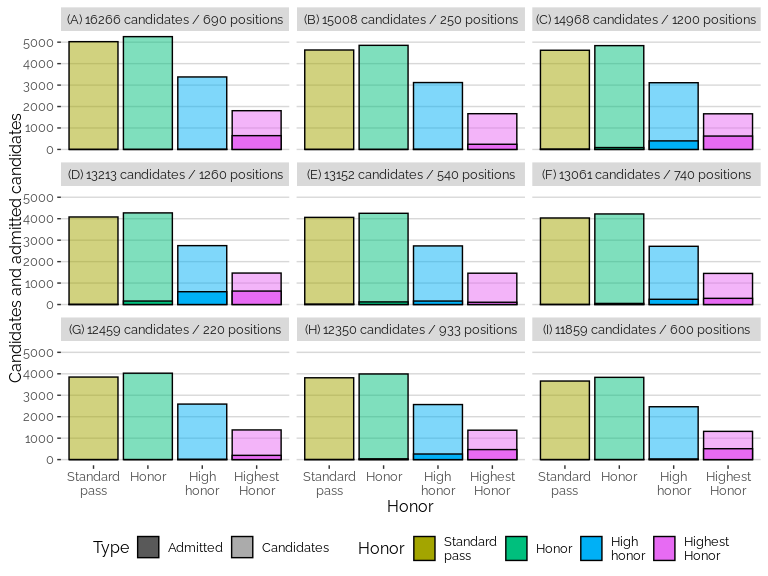 (A) 16266 candidates / 690 positions
(B) 15008 candidates / 250 positions
(C) 14968 candidates / 1200 positions
5000
4000
3000
2000
1000
0
(D) 13213 candidates / 1260 positions
(E) 13152 candidates / 540 positions
(F) 13061 candidates / 740 positions
5000
4000
3000
2000
1000
0
(G) 12459 candidates / 220 positions
(H) 12350 candidates / 933 positions
(I) 11859 candidates / 600 positions
5000
4000
3000
2000
1000
0
Candidates and admitted candidates
Standard
pass
Honor
High
honor
Highest
Honor
Standard
pass
Honor
High
honor
Highest
Honor
Standard
pass
Honor
High
honor
Highest
Honor
Honor
Type
Admitted
Candidates
Honor
Standard
pass
Honor
High
honor
Highest
Honor